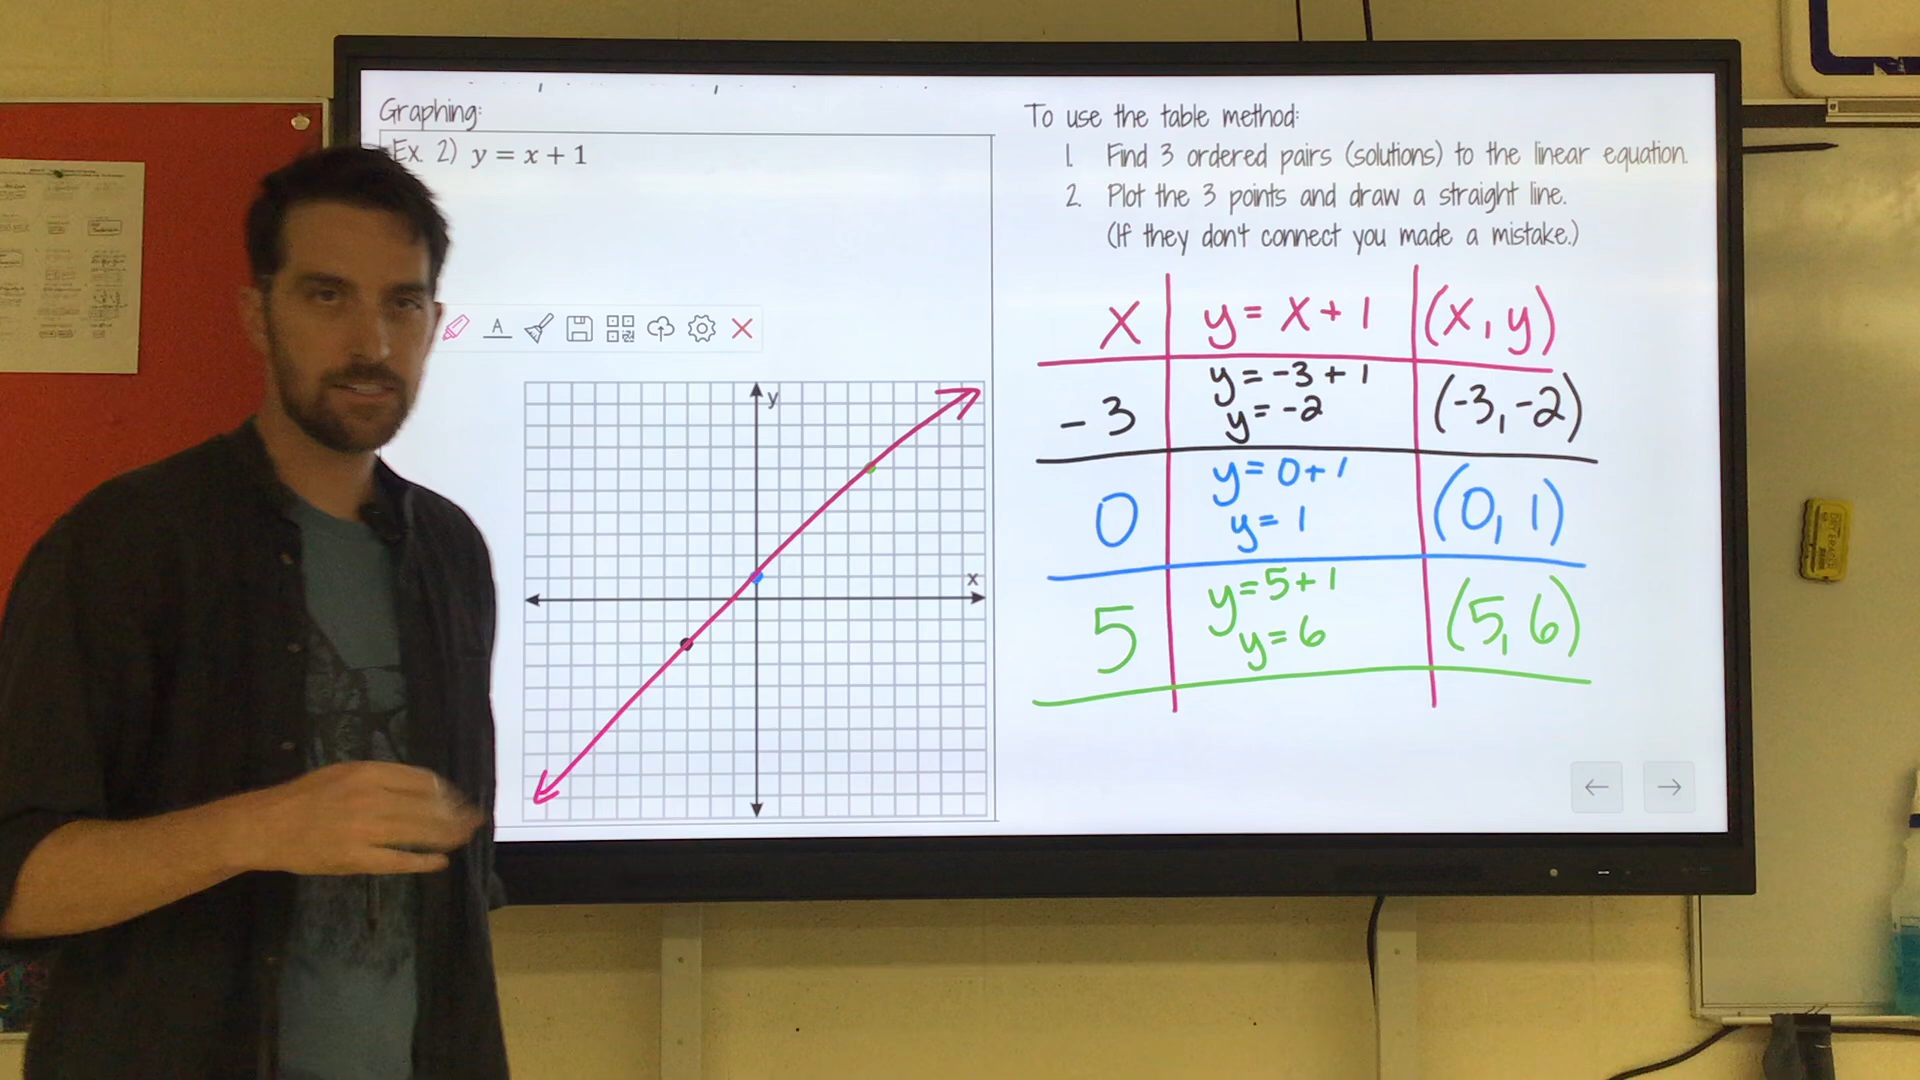 Graphing:
Ex. 2) y = x + 1
A
y
x
To use the table method:
1. Find 3 ordered pairs (solutions) to the linear equation.
2. Plot the 3 points and draw a straight line.
(If they don't connect you made a mistake.)
x y = x + 1 (x, y)
-3 y = -3 + 1 (-3, -2)
y = -2
0 y = 0 + 1 (0, 1)
y = 1
5 y = 5 + 1 (5, 6)
y = 6